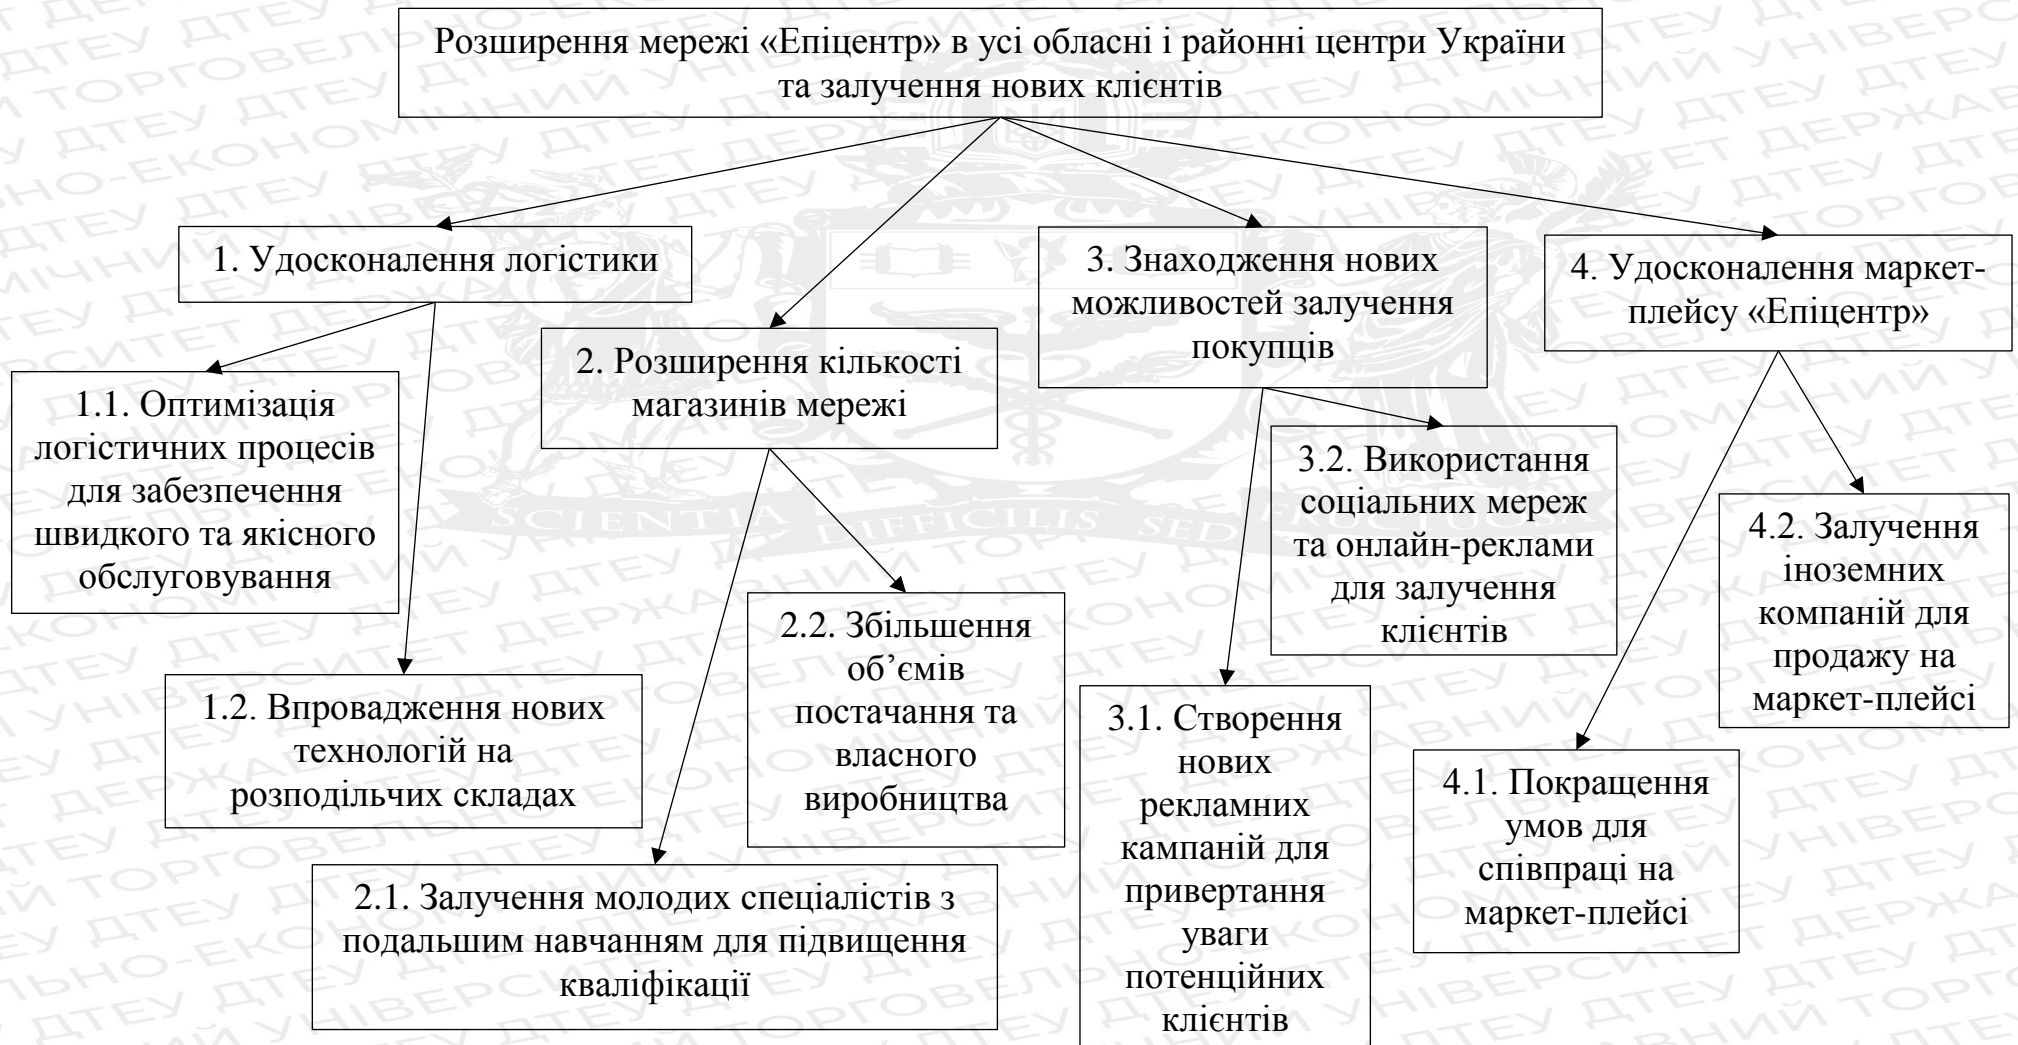 Розширення мережі «Епіцентр» в усі обласні і районні центри України
та залучення нових клієнтів
1. Удосконалення логістики
1.1. Оптимізація
логістичних процесів
для забезпечення
швидкого та якісного
обслуговування
1.2. Впровадження нових
технологій на
розподільчих складах
2. Розширення кількості
магазинів мережі
2.1. Залучення молодих спеціалістів з
подальшим навчанням для підвищення
кваліфікації
2.2. Збільшення
об’ємів
постачання та
власного
виробництва
3. Знаходження нових
можливостей залучення
покупців
3.1. Створення
нових
рекламних
кампаній для
привертання
уваги
потенційних
клієнтів
3.2. Використання
соціальних мереж
та онлайн-реклами
для залучення
клієнтів
4. Удосконалення маркет-
плейсу «Епіцентр»
4.1. Покращення
умов для
співпраці на
маркет-плейсі
4.2. Залучення
іноземних
компаній для
продажу на
маркет-плейсі